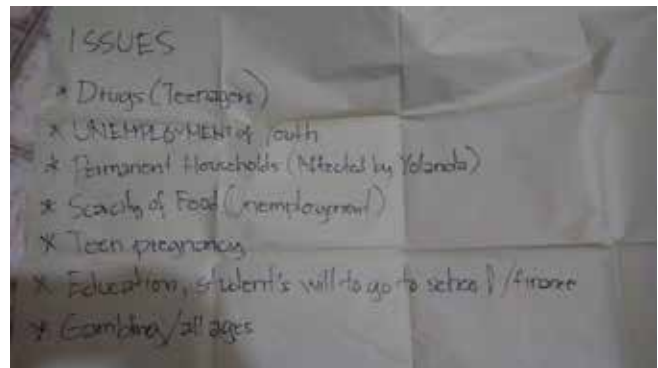 ISSUES
* Drugs (Teenagers)
* UNEMPLOYMENT of Youth
* Permanent Households (Affected by Yolanda)
* Scacity of Food (Unemployment)
* Teen pregnancy
* Education, student's will to go to school/finance
* Gambling/all ages